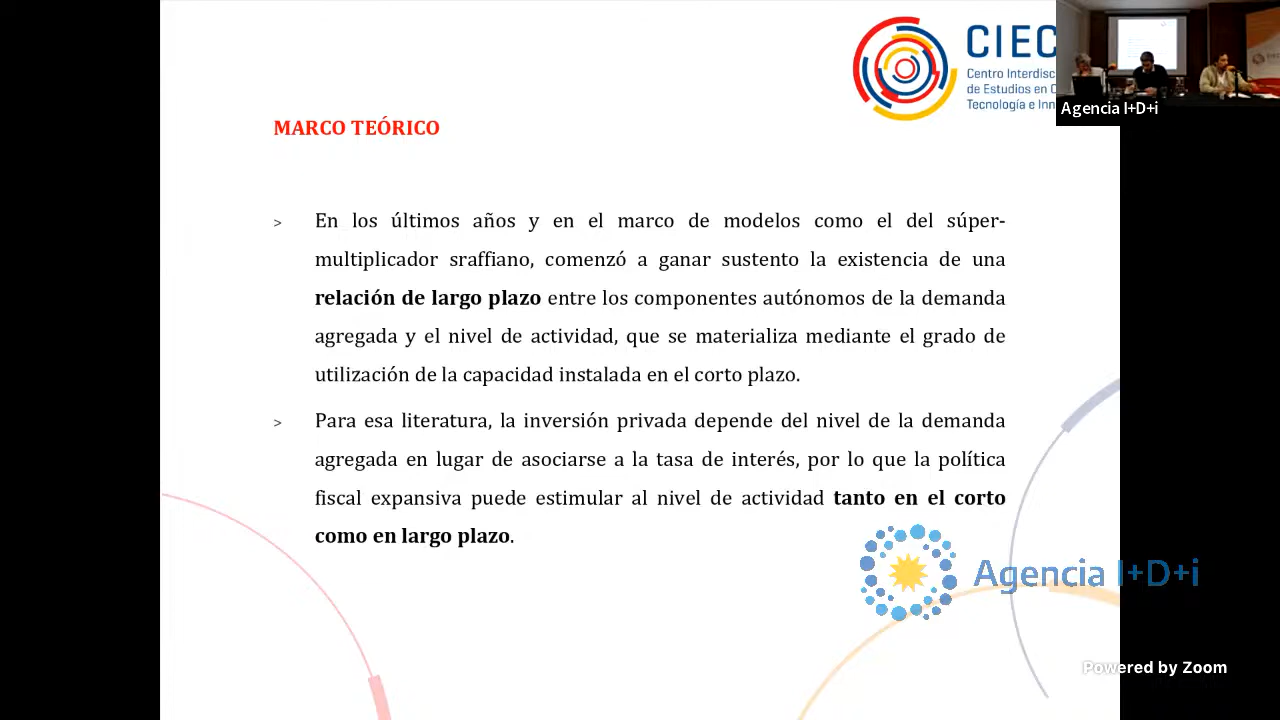 CIEC
Centro Interdisc
de Estudios en C
Tecnología e Inn
Agencia I+D+i
MARCO TEÓRICO
> En los últimos años y en el marco de modelos como el del súper-
multiplicador sraffiano, comenzó a ganar sustento la existencia de una
relación de largo plazo entre los componentes autónomos de la demanda
agregada y el nivel de actividad, que se materializa mediante el grado de
utilización de la capacidad instalada en el corto plazo.
> Para esa literatura, la inversión privada depende del nivel de la demanda
agregada en lugar de asociarse a la tasa de interés, por lo que la política
fiscal expansiva puede estimular al nivel de actividad tanto en el corto
como en largo plazo.
Agencia I+D+i
Powered by Zoom